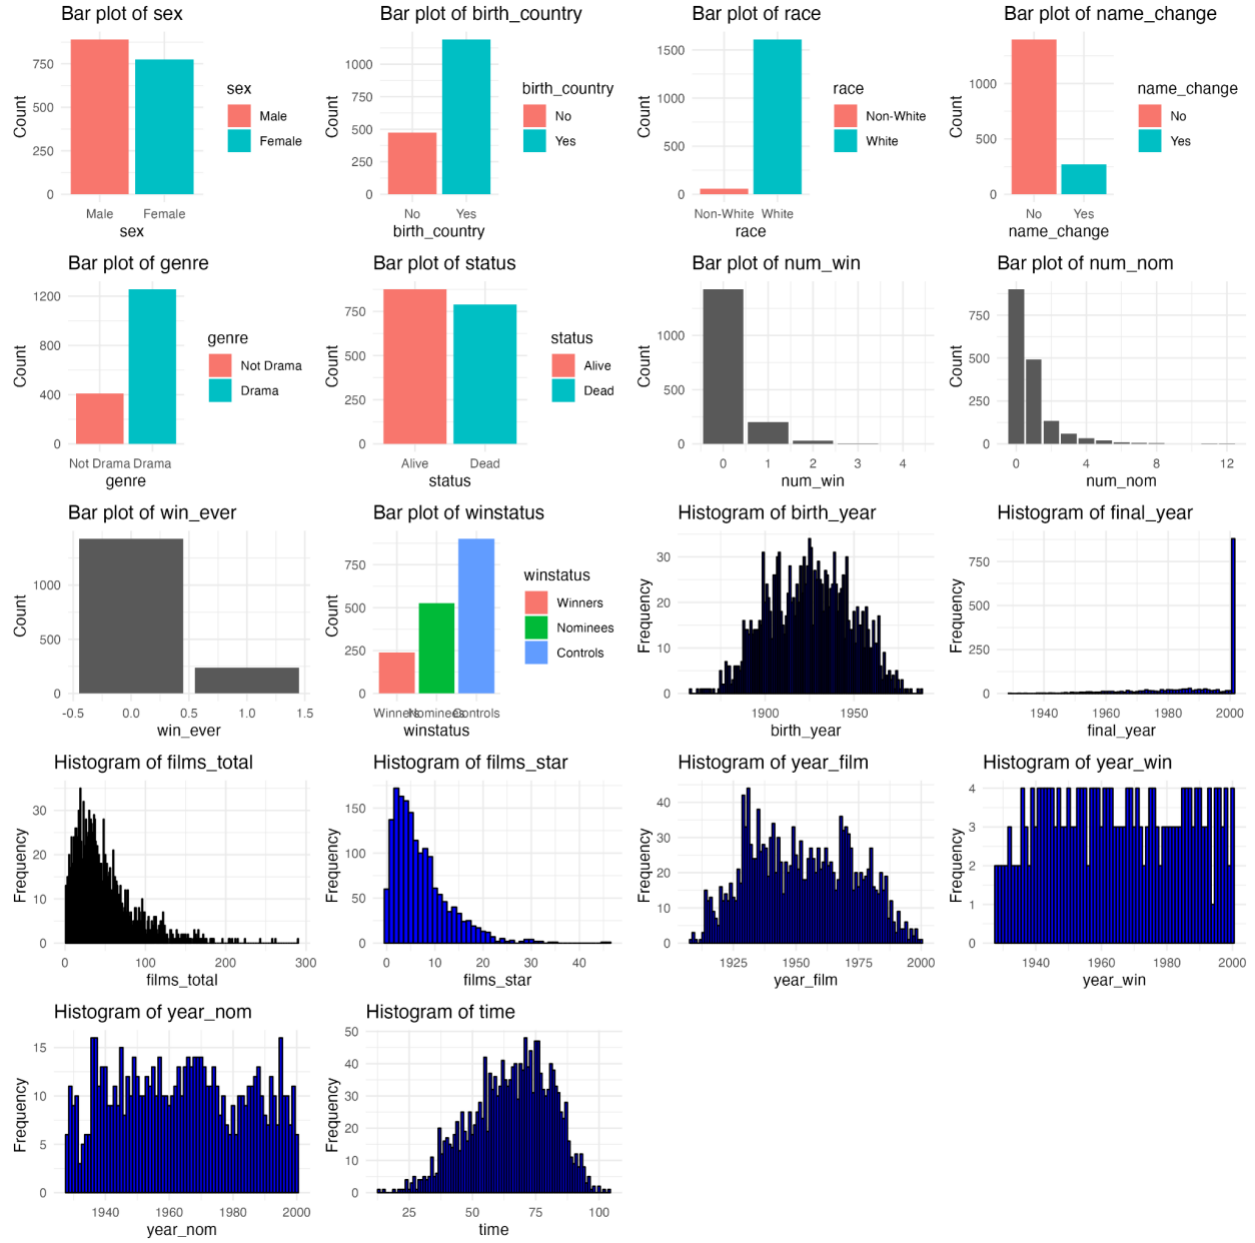 Bar plot of sex
Count
750
500
250
0
Male
Female
sex
sex
Male
Female
Bar plot of birth_country
Count
1000
500
0
No
Yes
birth_country
birth_country
No
Yes
Bar plot of race
Count
1500
1000
500
0
Non-White
White
race
race
Non-White
White
Bar plot of name_change
Count
1000
500
0
No
Yes
name_change
name_change
No
Yes
Bar plot of genre
Count
1200
800
400
0
Not Drama
Drama
genre
genre
Not Drama
Drama
Bar plot of status
Count
750
500
250
0
Alive
Dead
status
status
Alive
Dead
Bar plot of num_win
Count
1000
500
0
0 1 2 3 4
num_win
Bar plot of num_nom
Count
750
500
250
0
0 4 8 12
num_nom
Bar plot of win_ever
Count
1000
500
0
-0.5 0.0 0.5 1.0 1.5
win_ever
Bar plot of winstatus
Count
750
500
250
0
Winners
Nominees
Controls
winstatus
winstatus
Winners
Nominees
Controls
Histogram of birth_year
Frequency
30
20
10
0
1900 1950
birth_year
Histogram of final_year
Frequency
750
500
250
0
1940 1960 1980 2000
final_year
Histogram of films_total
Frequency
30
20
10
0
0 100 200 300
films_total
Histogram of films_star
Frequency
150
100
50
0
0 10 20 30 40
films_star
Histogram of year_film
Frequency
40
30
20
10
0
1925 1950 1975 2000
year_film
Histogram of year_win
Frequency
4
3
2
1
0
1940 1960 1980 2000
year_win
Histogram of year_nom
Frequency
15
10
5
0
1940 1960 1980 2000
year_nom
Histogram of time
Frequency
50
40
30
20
10
0
25 50 75 100
time